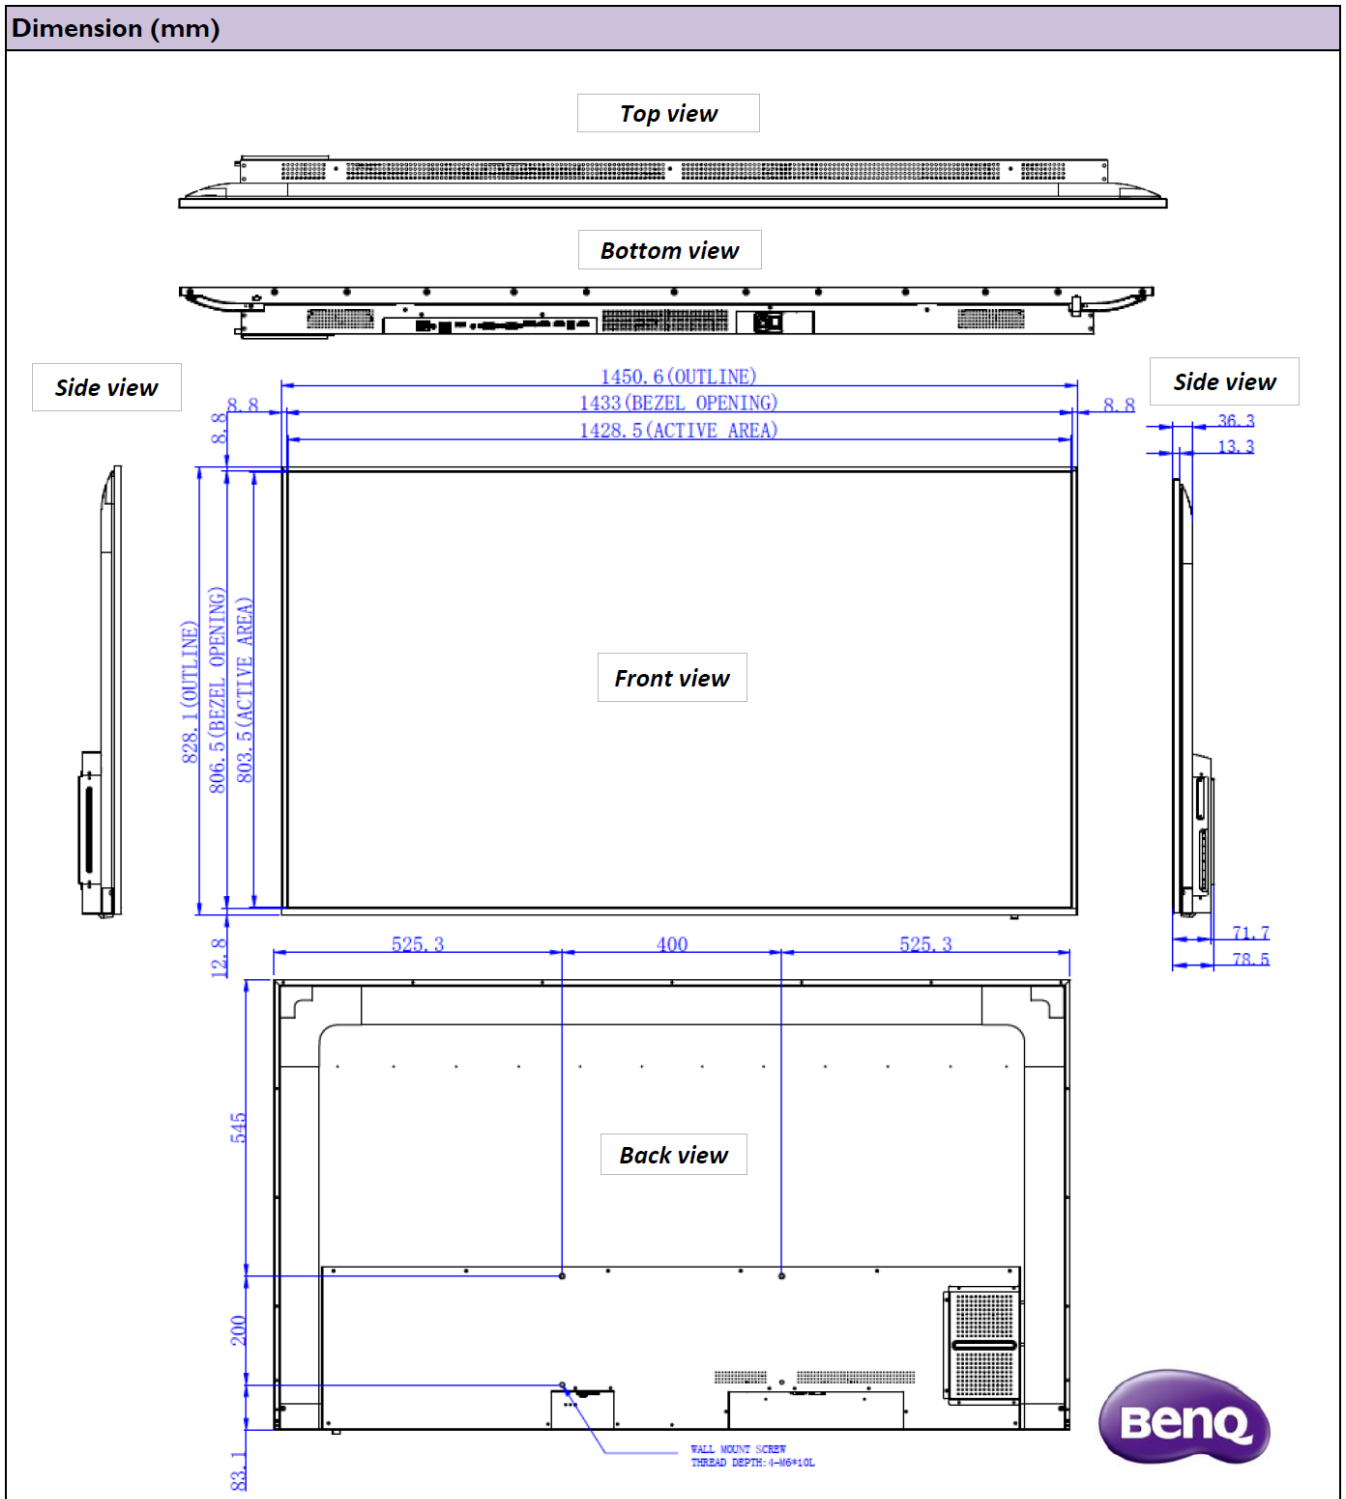 Dimension (mm)
Top view
Bottom view
Side view
Side view
1450.6(OUTLINE)
8.8
1433(BEZEL OPENING)
8.8
8.8
1428.5(ACTIVE AREA)
36.3
13.3
828.1(OUTLINE)
806.5(BEZEL OPENING)
803.5(ACTIVE AREA)
Front view
12.8
71.7
78.5
525.3
400
525.3
545
Back view
200
83.1
WALL MOUNT SCREW
THREAD DEPTH:4-M6*10L
BenQ